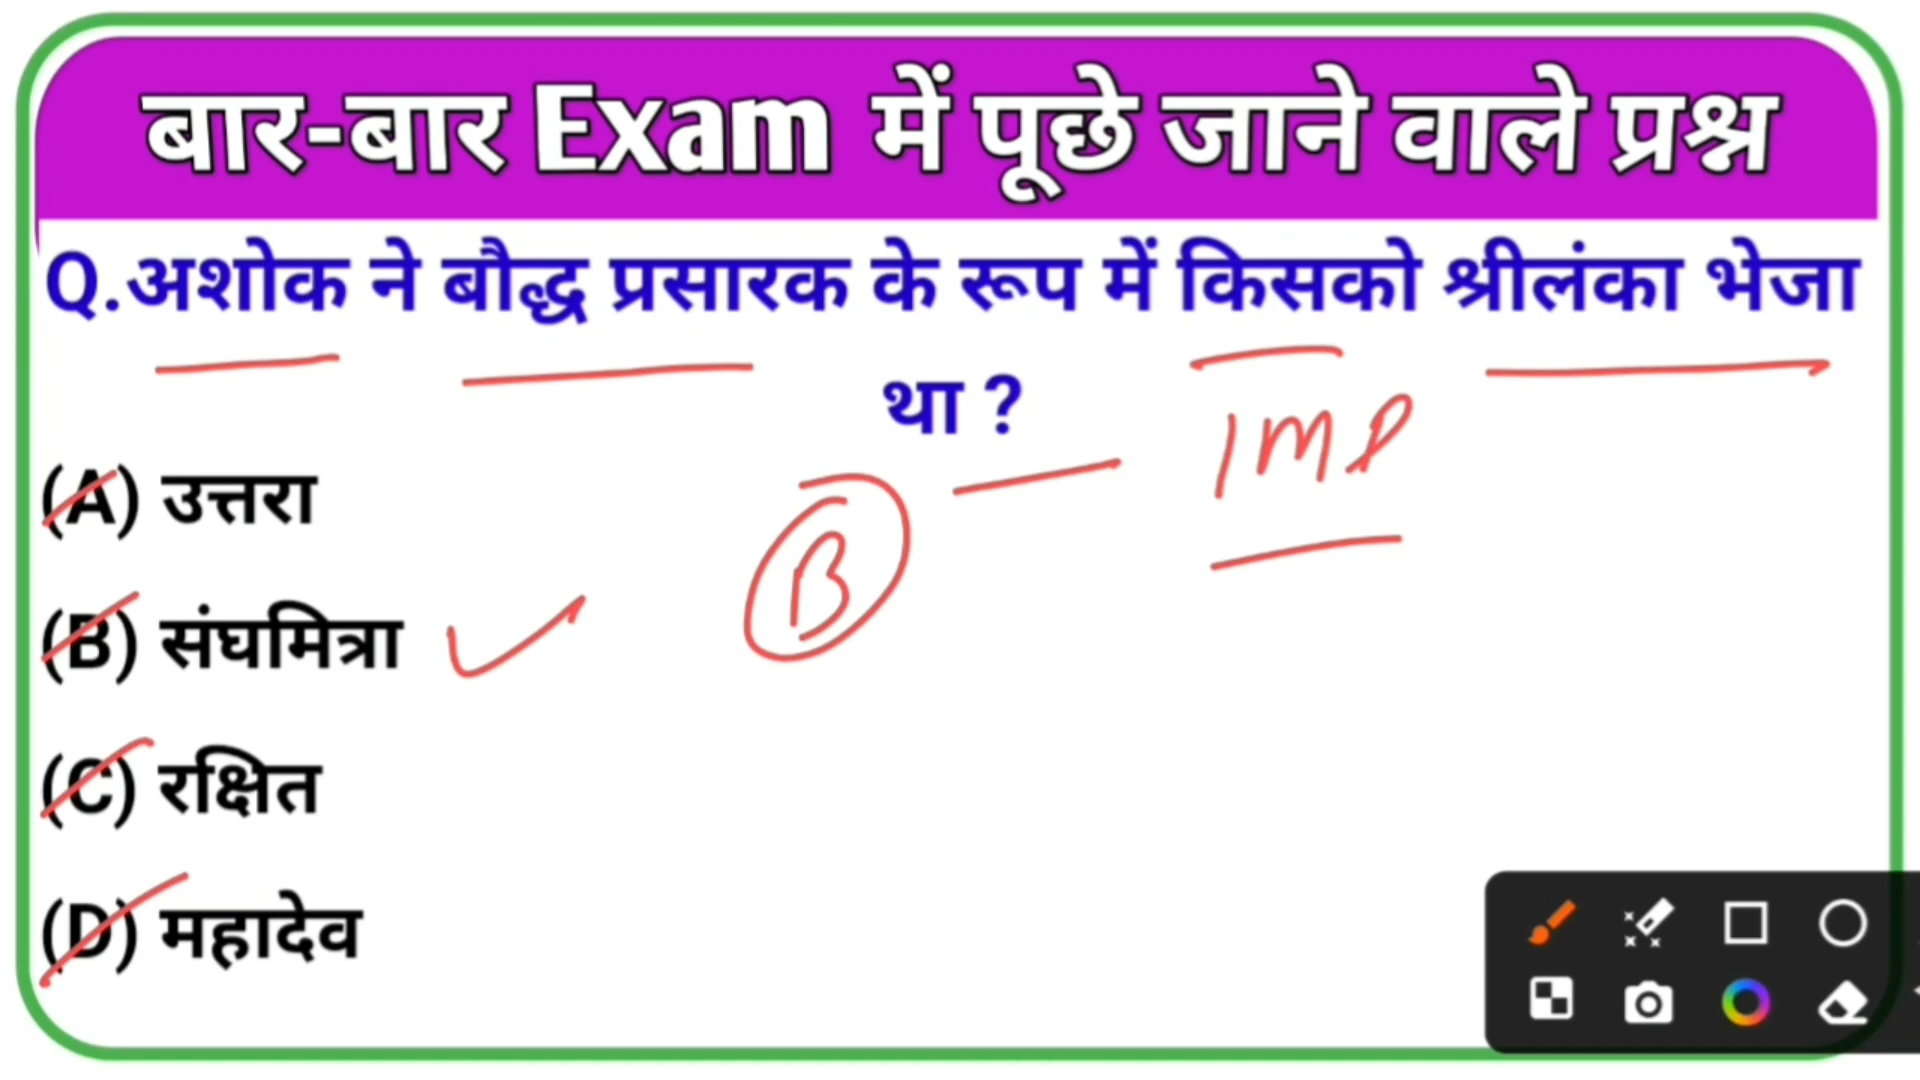 बार-बार Exam में पूछे जाने वाले प्रश्न
Q.अशोक ने बौद्ध प्रसारक के रूप में किसको श्रीलंका भेजा
था ?
IMP
(A) उत्तरा
B
(B) संघमित्रा
(C) रक्षित
(D) महादेव